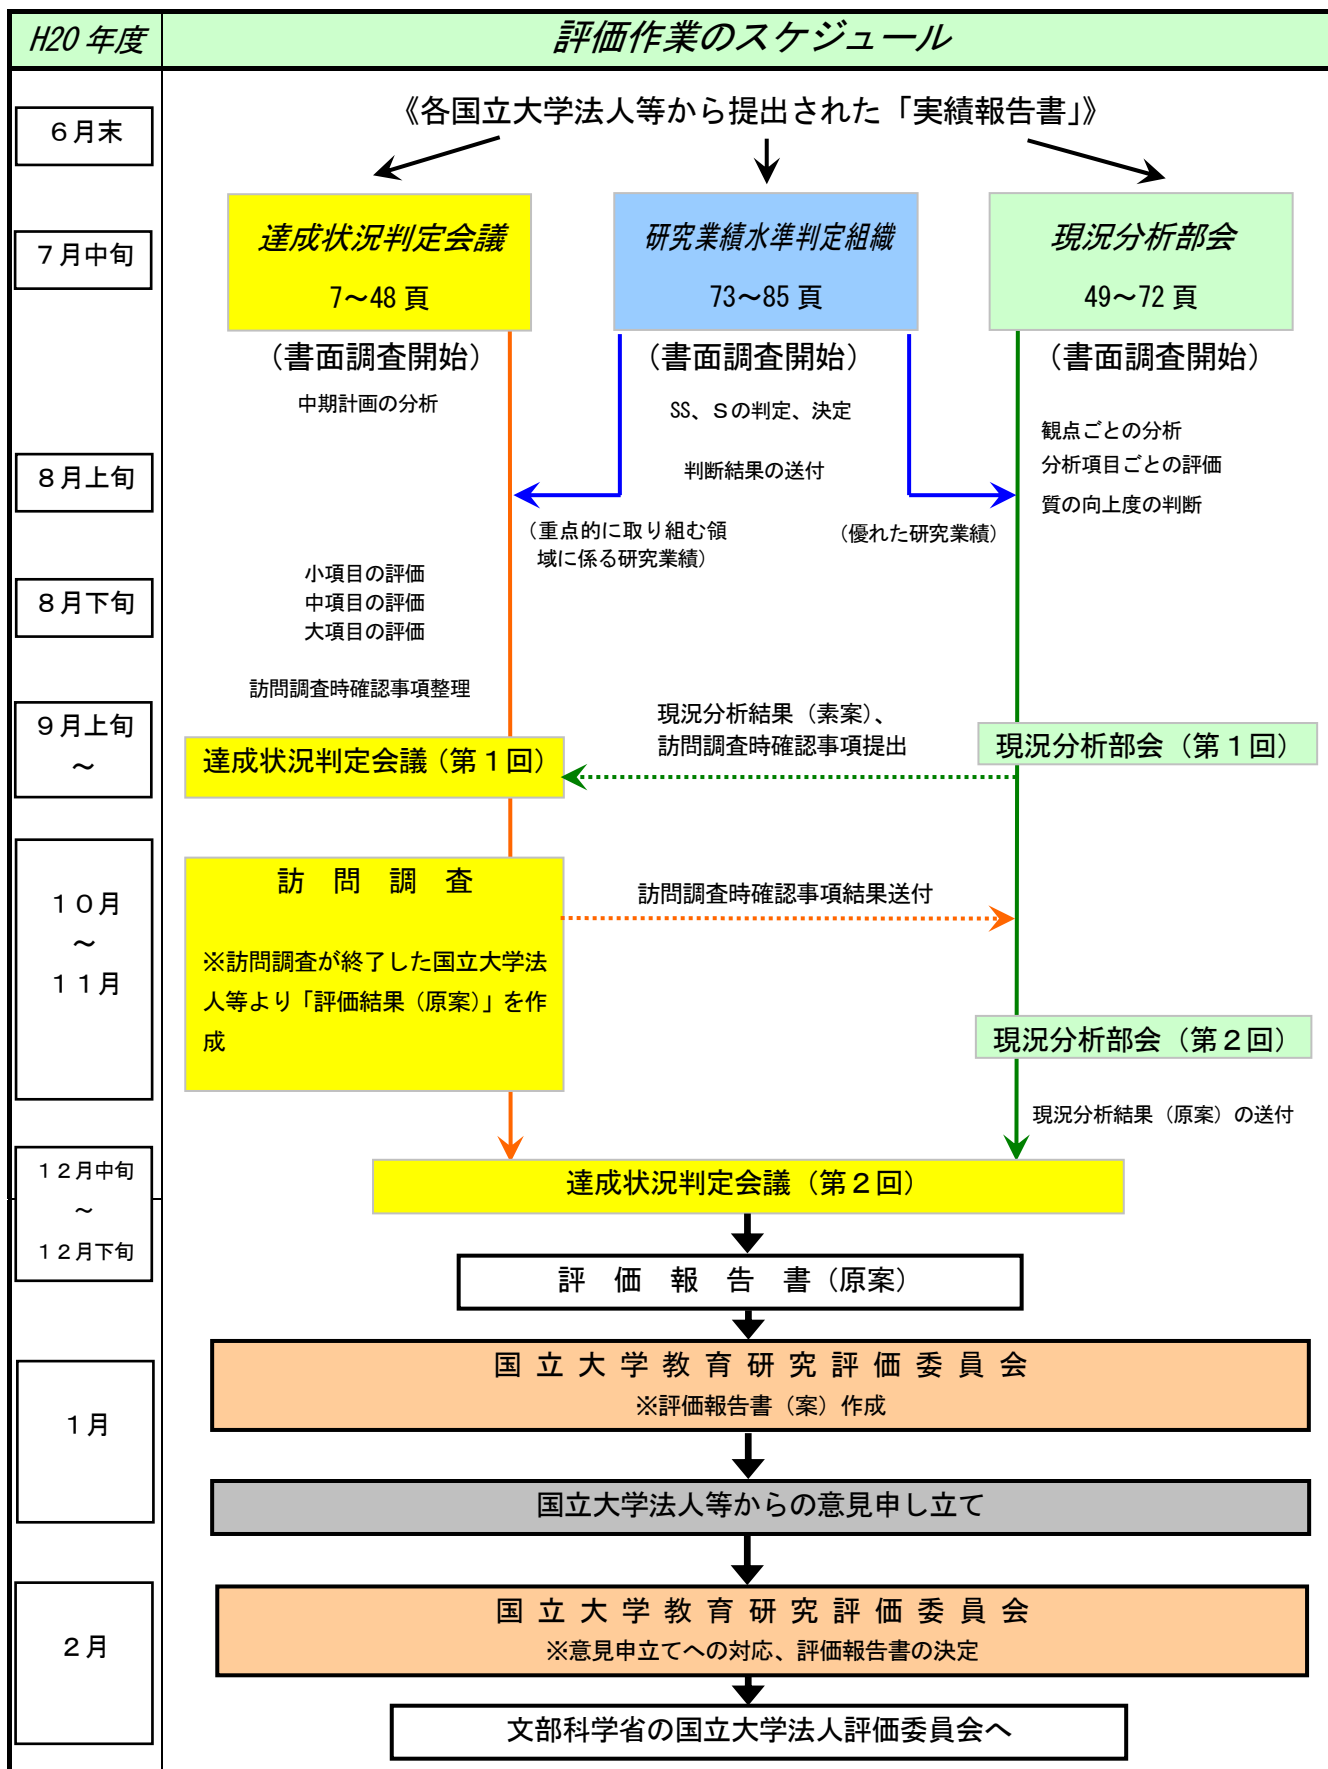 H20 年度
評価作業のスケジュール
６月末
《各国立大学法人等から提出された「実績報告書」》
７月中旬
達成状況判定会議
7～48 頁
研究業績水準判定組織
73～85 頁
現況分析部会
49～72 頁
（書面調査開始）
（書面調査開始）
（書面調査開始）
中期計画の分析
SS、Ｓの判定、決定
観点ごとの分析
分析項目ごとの評価
質の向上度の判断
８月上旬
判断結果の送付
（重点的に取り組む領
域に係る研究業績）
（優れた研究業績）
８月下旬
小項目の評価
中項目の評価
大項目の評価
訪問調査時確認事項整理
９月上旬
～
現況分析結果（素案）、
訪問調査時確認事項提出
達成状況判定会議（第１回）
現況分析部会（第１回）
１０月
～
１１月
訪　問　調　査
※訪問調査が終了した国立大学法
人等より「評価結果（原案）」を作
成
訪問調査時確認事項結果送付
現況分析部会（第２回）
現況分析結果（原案）の送付
１２月中旬
～
１２月下旬
達成状況判定会議（第２回）
評　価　報　告　書（原案）
１月
国 立 大 学 教 育 研 究 評 価 委 員 会
※評価報告書（案）作成
国立大学法人等からの意見申し立て
２月
国 立 大 学 教 育 研 究 評 価 委 員 会
※意見申立てへの対応、評価報告書の決定
文部科学省の国立大学法人評価委員会へ